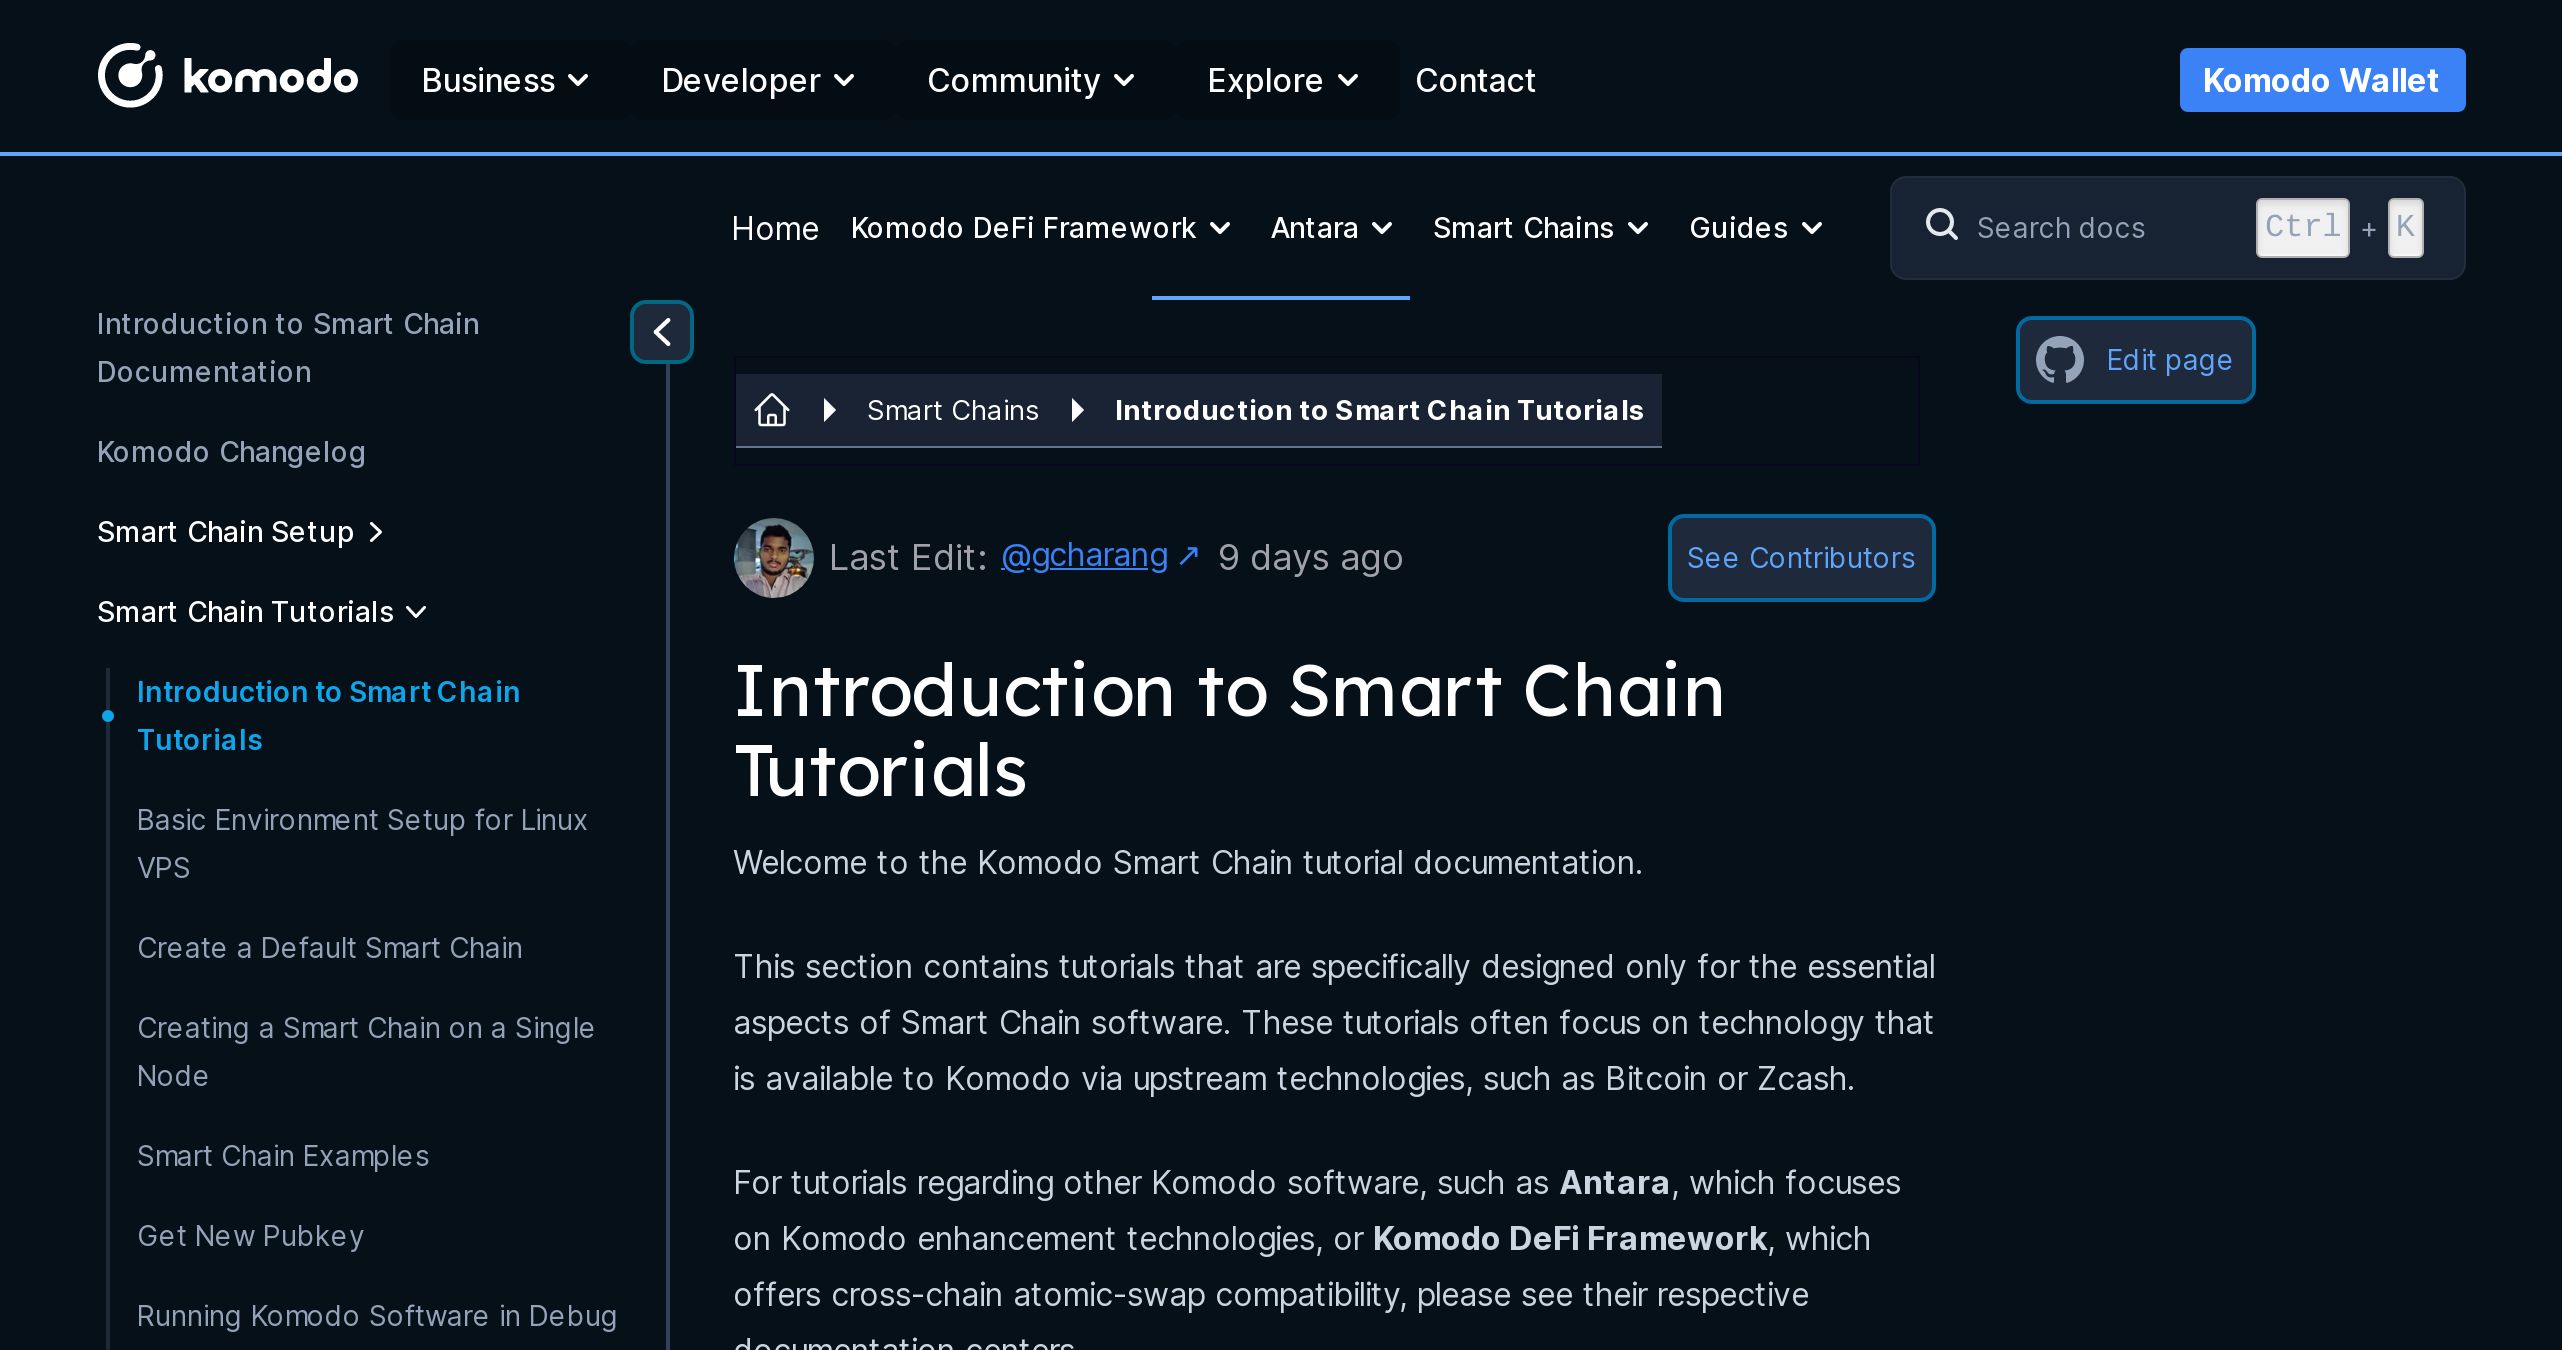 komodo
Business
Developer
Community
Explore
Contact
Komodo Wallet
Home
Komodo DeFi Framework
Antara
Smart Chains
Guides
Search docs
Ctrl + K
Introduction to Smart Chain
Documentation
Komodo Changelog
Smart Chain Setup
Smart Chain Tutorials
Introduction to Smart Chain
Tutorials
Basic Environment Setup for Linux
VPS
Create a Default Smart Chain
Creating a Smart Chain on a Single
Node
Smart Chain Examples
Get New Pubkey
Running Komodo Software in Debug
Smart Chains
Introduction to Smart Chain Tutorials
Edit page
Last Edit: @gcharang ↗ 9 days ago
See Contributors
Introduction to Smart Chain
Tutorials
Welcome to the Komodo Smart Chain tutorial documentation.
This section contains tutorials that are specifically designed only for the essential
aspects of Smart Chain software. These tutorials often focus on technology that
is available to Komodo via upstream technologies, such as Bitcoin or Zcash.
For tutorials regarding other Komodo software, such as Antara, which focuses
on Komodo enhancement technologies, or Komodo DeFi Framework, which
offers cross-chain atomic-swap compatibility, please see their respective
documentation centers.